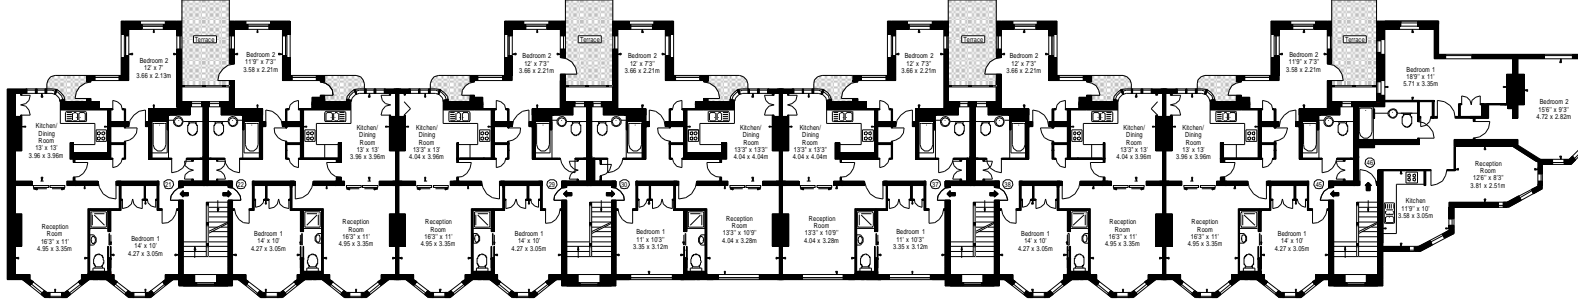 Terrace
Terrace
Terrace
Terrace
Bedroom 2
12' x 7'
3.66 x 2.13m
Bedroom 2
11'9" x 7'3"
3.58 x 2.21m
Bedroom 2
12' x 7'3"
3.66 x 2.21m
Bedroom 2
12' x 7'3"
3.66 x 2.21m
Bedroom 2
12' x 7'3"
3.66 x 2.21m
Bedroom 2
12' x 7'3"
3.66 x 2.21m
Bedroom 2
11'9" x 7'3"
3.58 x 2.21m
Bedroom 1
18'9" x 11'
5.71 x 3.35m
Bedroom 2
15'6" x 9'3"
4.72 x 2.82m
Kitchen/
Dining
Room
13' x 13'
3.96 x 3.96m
Kitchen/
Dining
Room
13' x 13'
3.96 x 3.96m
Kitchen/
Dining
Room
13'3" x 13'
4.04 x 3.96m
Kitchen/
Dining
Room
13'3" x 13'3"
4.04 x 4.04m
Kitchen/
Dining
Room
13'3" x 13'3"
4.04 x 4.04m
Kitchen/
Dining
Room
13'3" x 13'
4.04 x 3.96m
Kitchen/
Dining
Room
13' x 13'
3.96 x 3.96m
21
22
29
30
37
38
45
46
Reception
Room
12'6" x 8'3"
3.81 x 2.51m
Kitchen
11'9" x 10'
3.58 x 3.05m
Reception
Room
16'3" x 11'
4.95 x 3.35m
Bedroom 1
14' x 10'
4.27 x 3.05m
Bedroom 1
14' x 10'
4.27 x 3.05m
Reception
Room
16'3" x 11'
4.95 x 3.35m
Reception
Room
16'3" x 11'
4.95 x 3.35m
Bedroom 1
14' x 10'
4.27 x 3.05m
Bedroom 1
11' x 10'3"
3.35 x 3.12m
Reception
Room
13'3" x 10'9"
4.04 x 3.28m
Reception
Room
13'3" x 10'9"
4.04 x 3.28m
Bedroom 1
11' x 10'3"
3.35 x 3.12m
Bedroom 1
14' x 10'
4.27 x 3.05m
Reception
Room
16'3" x 11'
4.95 x 3.35m
Reception
Room
16'3" x 11'
4.95 x 3.35m
Bedroom 1
14' x 10'
4.27 x 3.05m